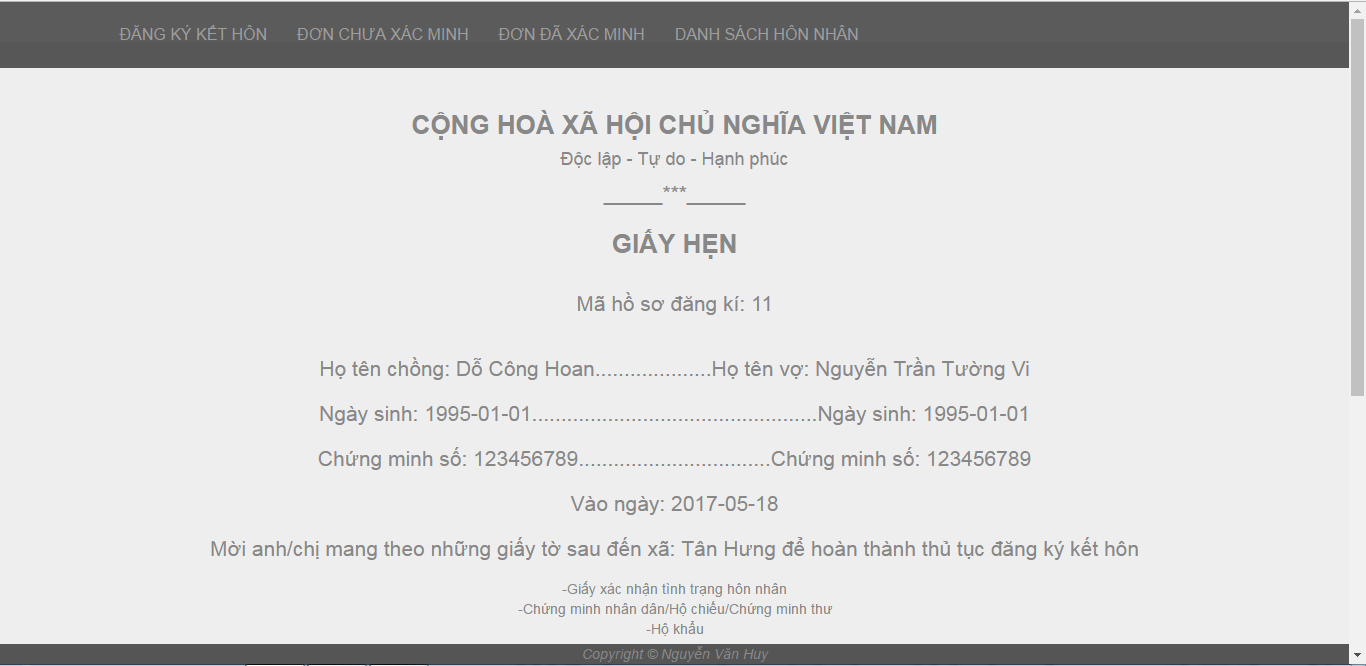 ĐĂNG KÝ KẾT HÔN ĐƠN CHƯA XÁC MINH ĐƠN ĐÃ XÁC MINH DANH SÁCH HÔN NHÂN
CỘNG HOÀ XÃ HỘI CHỦ NGHĨA VIỆT NAM
Độc lập - Tự do - Hạnh phúc
______***______
GIẤY HẸN
Mã hồ sơ đăng kí: 11
Họ tên chồng: Dỗ Công Hoan....................Họ tên vợ: Nguyễn Trần Tường Vi
Ngày sinh: 1995-01-01.................................................Ngày sinh: 1995-01-01
Chứng minh số: 123456789.................................Chứng minh số: 123456789
Vào ngày: 2017-05-18
Mời anh/chị mang theo những giấy tờ sau đến xã: Tân Hưng để hoàn thành thủ tục đăng ký kết hôn
-Giấy xác nhận tình trạng hôn nhân
-Chứng minh nhân dân/Hộ chiếu/Chứng minh thư
-Hộ khẩu
Copyright © Nguyễn Văn Huy